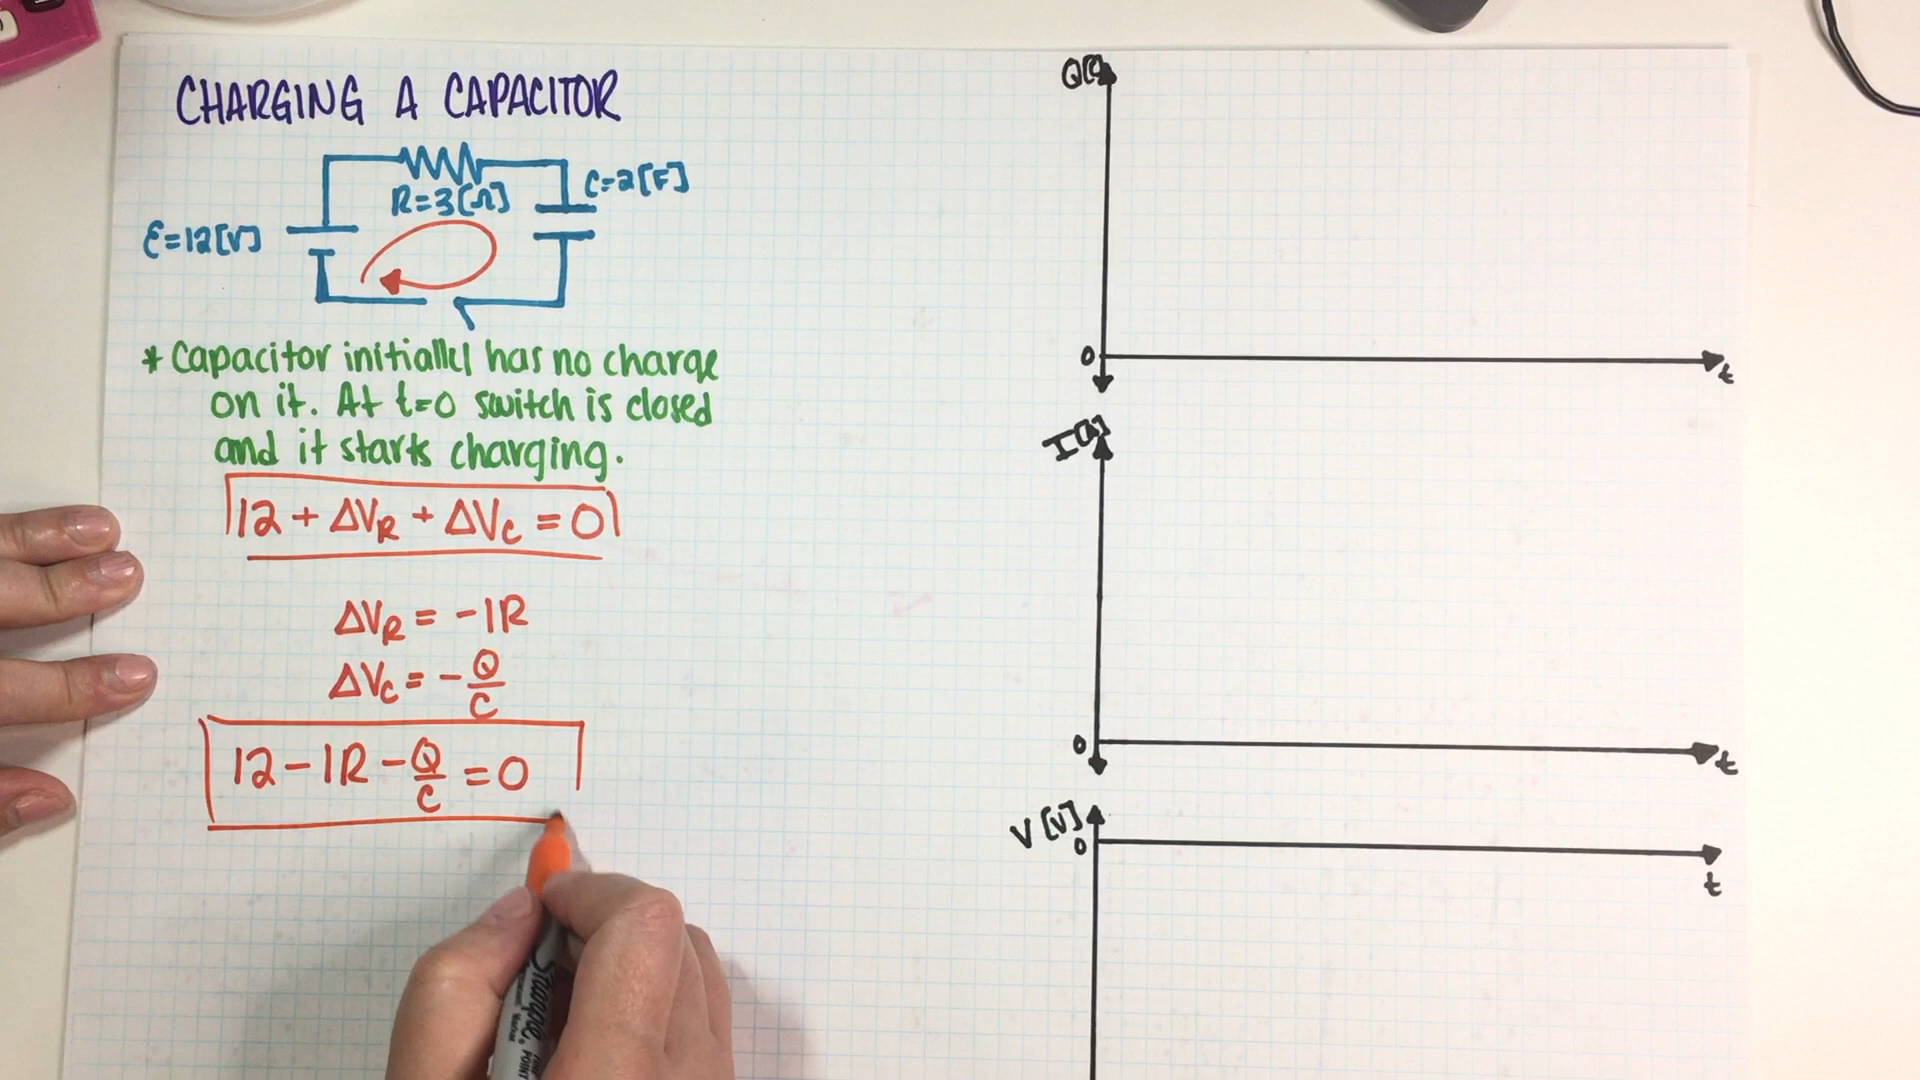 CHARGING A CAPACITOR
R=3[Ω]
C=2[F]
ε=12[V]
* Capacitor initially has no charge
on it. At t=0 switch is closed
and it starts charging.
12 + ΔV_R + ΔV_C = 0
ΔV_R = -IR
ΔV_C = -Q/C
12 - IR - Q/C = 0
0
t
I[A]
0
t
V [V]
0
t
Sharpie